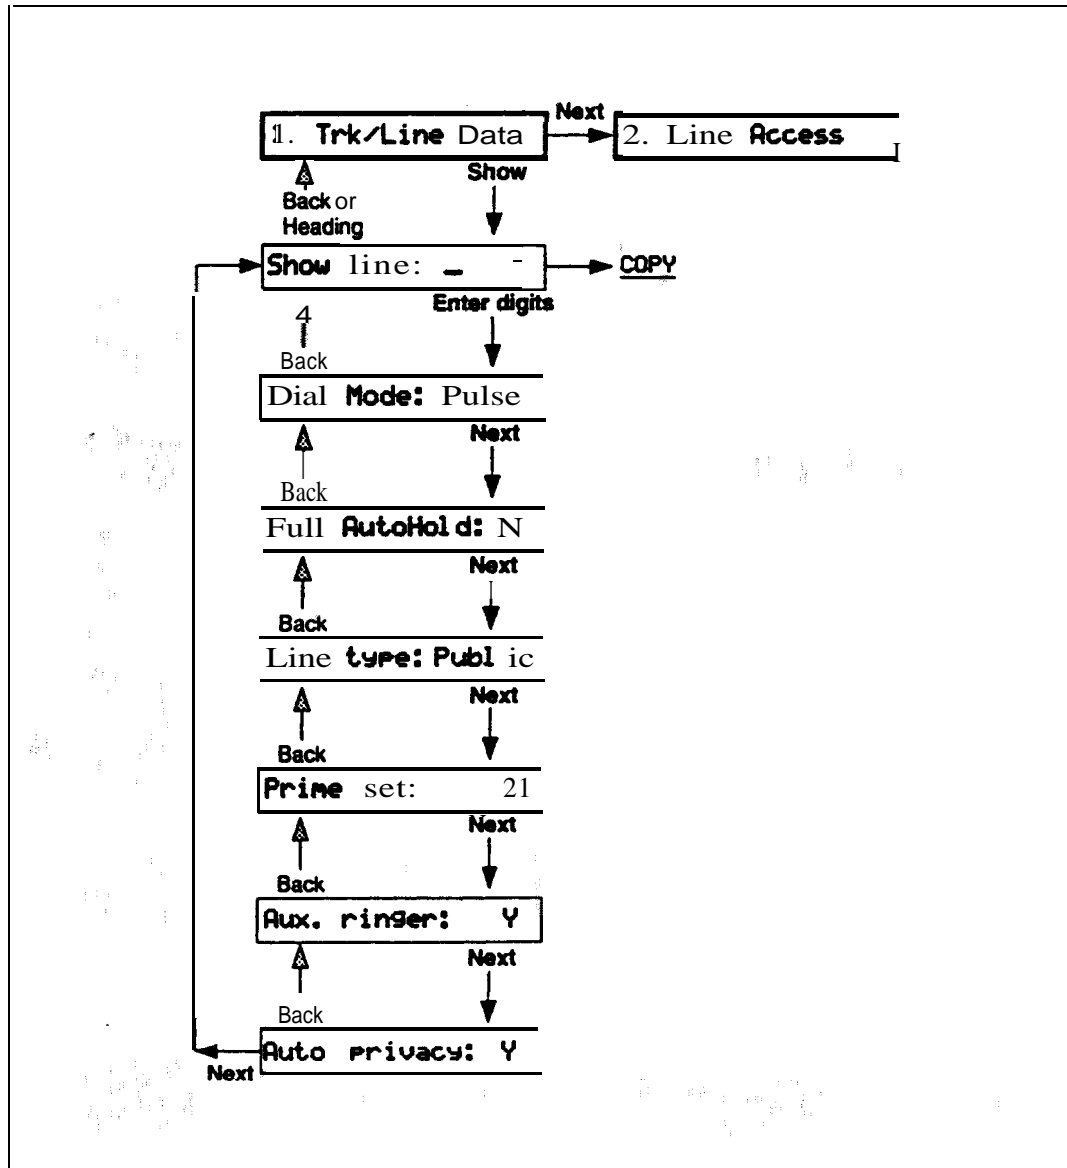 Next
1. Trk/Line Data
2. Line Access
I
Show
Back or
Heading
Show line: _ -
COPY
Enter digits
4
Back
Dial Mode: Pulse
Next
Back
Full AutoHold: N
Next
Back
Line type: Public
Next
Back
Prime set: 21
Next
Back
Aux. ringer: Y
Next
Back
Auto privacy: Y
Next